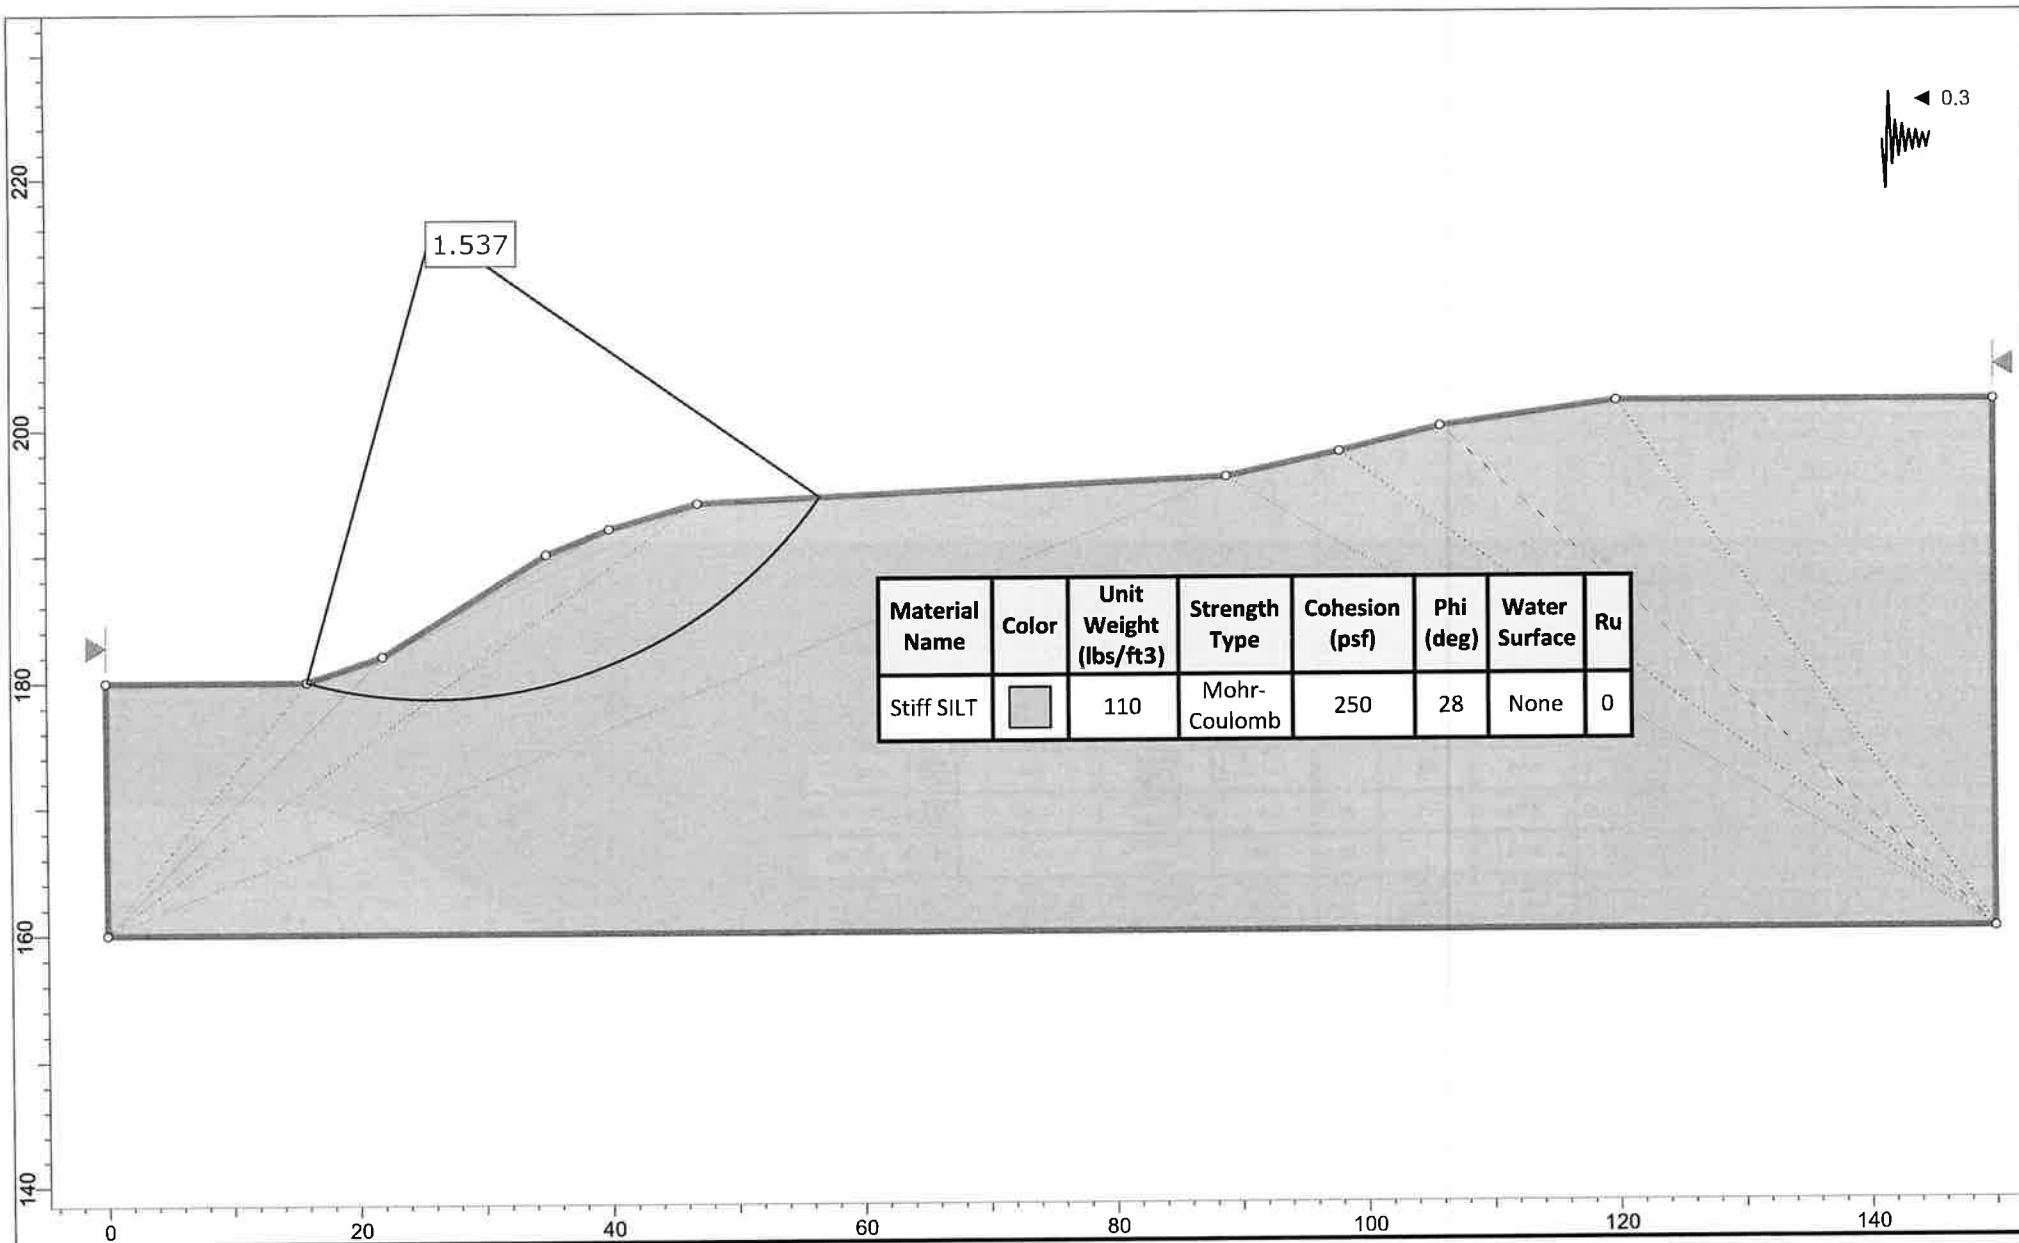 0.3
220
1.537
200
180
160
140
Material Name
Color
Unit Weight (lbs/ft3)
Strength Type
Cohesion (psf)
Phi (deg)
Water Surface
Ru
Stiff SILT
110
Mohr-Coulomb
250
28
None
0
0 20 40 60 80 100 120 140